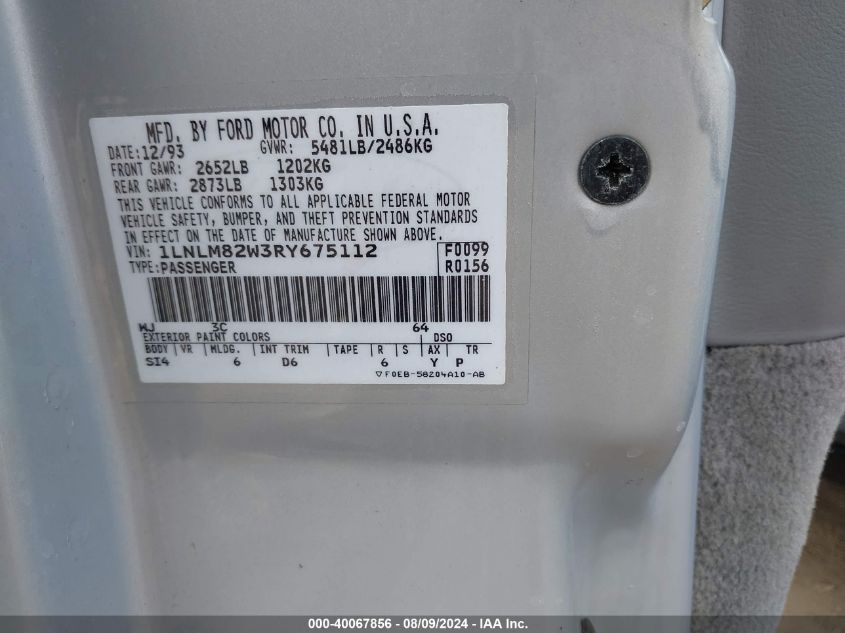 MFD. BY FORD MOTOR CO. IN U.S.A.
DATE: 12/93 GVWR: 5481LB/2486KG
FRONT GAWR: 2652LB 1202KG
REAR GAWR: 2873LB 1303KG
THIS VEHICLE CONFORMS TO ALL APPLICABLE FEDERAL MOTOR
VEHICLE SAFETY, BUMPER, AND THEFT PREVENTION STANDARDS
IN EFFECT ON THE DATE OF MANUFACTURE SHOWN ABOVE.
VIN: 1LNLM82W3RY675112 F0099
TYPE: PASSENGER R0156
WJ 3C 64
EXTERIOR PAINT COLORS DSO
BODY VR MLDG. INT TRIM TAPE R S AX TR
SI4 6 D6 6 Y P
▽F0EB-58204A10-AB
000-40067856 - 08/09/2024 - IAA Inc.